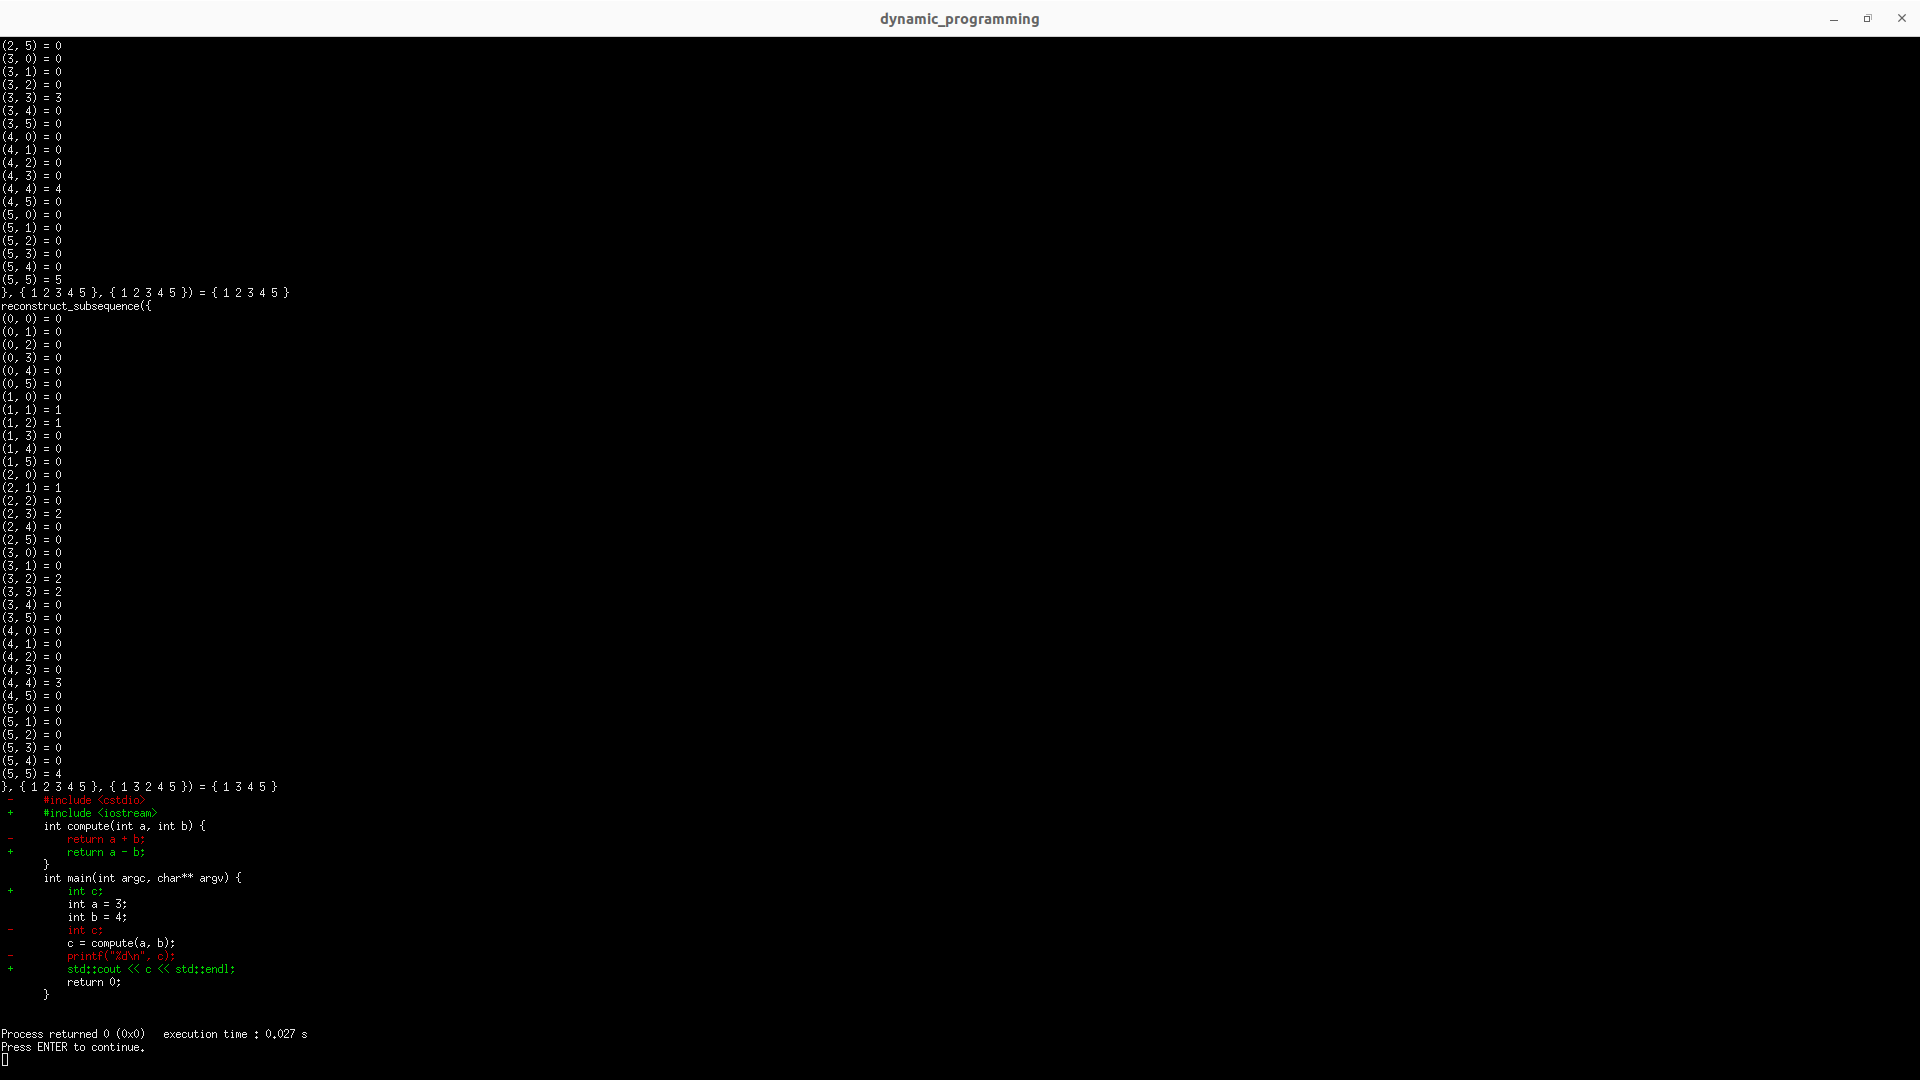 dynamic_programming
(2, 5) = 0
(3, 0) = 0
(3, 1) = 0
(3, 2) = 0
(3, 3) = 3
(3, 4) = 0
(3, 5) = 0
(4, 0) = 0
(4, 1) = 0
(4, 2) = 0
(4, 3) = 0
(4, 4) = 4
(4, 5) = 0
(5, 0) = 0
(5, 1) = 0
(5, 2) = 0
(5, 3) = 0
(5, 4) = 0
(5, 5) = 5
}, { 1 2 3 4 5 }, { 1 2 3 4 5 }) = { 1 2 3 4 5 }
reconstruct_subsequence({
(0, 0) = 0
(0, 1) = 0
(0, 2) = 0
(0, 3) = 0
(0, 4) = 0
(0, 5) = 0
(1, 0) = 0
(1, 1) = 1
(1, 2) = 1
(1, 3) = 0
(1, 4) = 0
(1, 5) = 0
(2, 0) = 0
(2, 1) = 1
(2, 2) = 0
(2, 3) = 2
(2, 4) = 0
(2, 5) = 0
(3, 0) = 0
(3, 1) = 0
(3, 2) = 2
(3, 3) = 2
(3, 4) = 0
(3, 5) = 0
(4, 0) = 0
(4, 1) = 0
(4, 2) = 0
(4, 3) = 0
(4, 4) = 3
(4, 5) = 0
(5, 0) = 0
(5, 1) = 0
(5, 2) = 0
(5, 3) = 0
(5, 4) = 0
(5, 5) = 4
}, { 1 2 3 4 5 }, { 1 3 2 4 5 }) = { 1 3 4 5 }
-     #include <cstdio>
+     #include <iostream>
      int compute(int a, int b) {
-         return a + b;
+         return a - b;
      }
      int main(int argc, char** argv) {
+         int c;
          int a = 3;
          int b = 4;
-         int c;
          c = compute(a, b);
-         printf("%d\n", c);
+         std::cout << c << std::endl;
          return 0;
      }
Process returned 0 (0x0)   execution time : 0.027 s
Press ENTER to continue.